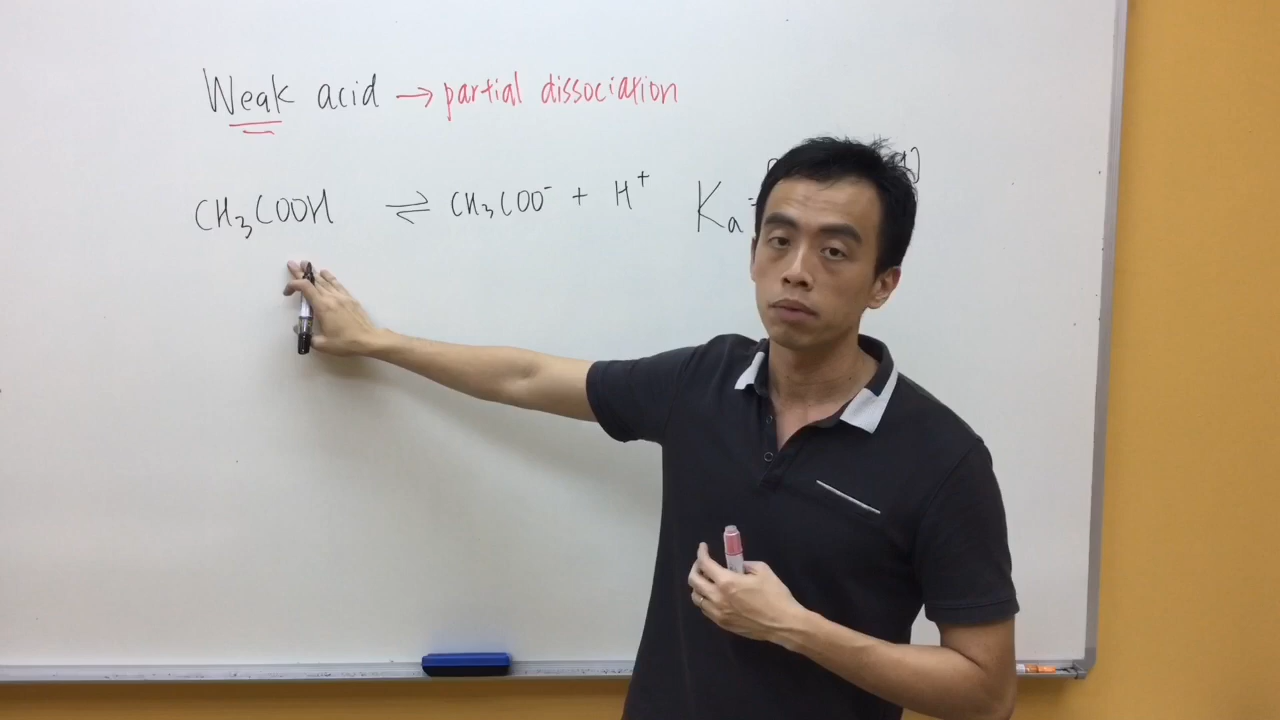 Weak acid → partial dissociation
CH₃COOH ⇌ CH₃COO⁻ + H⁺ Ka